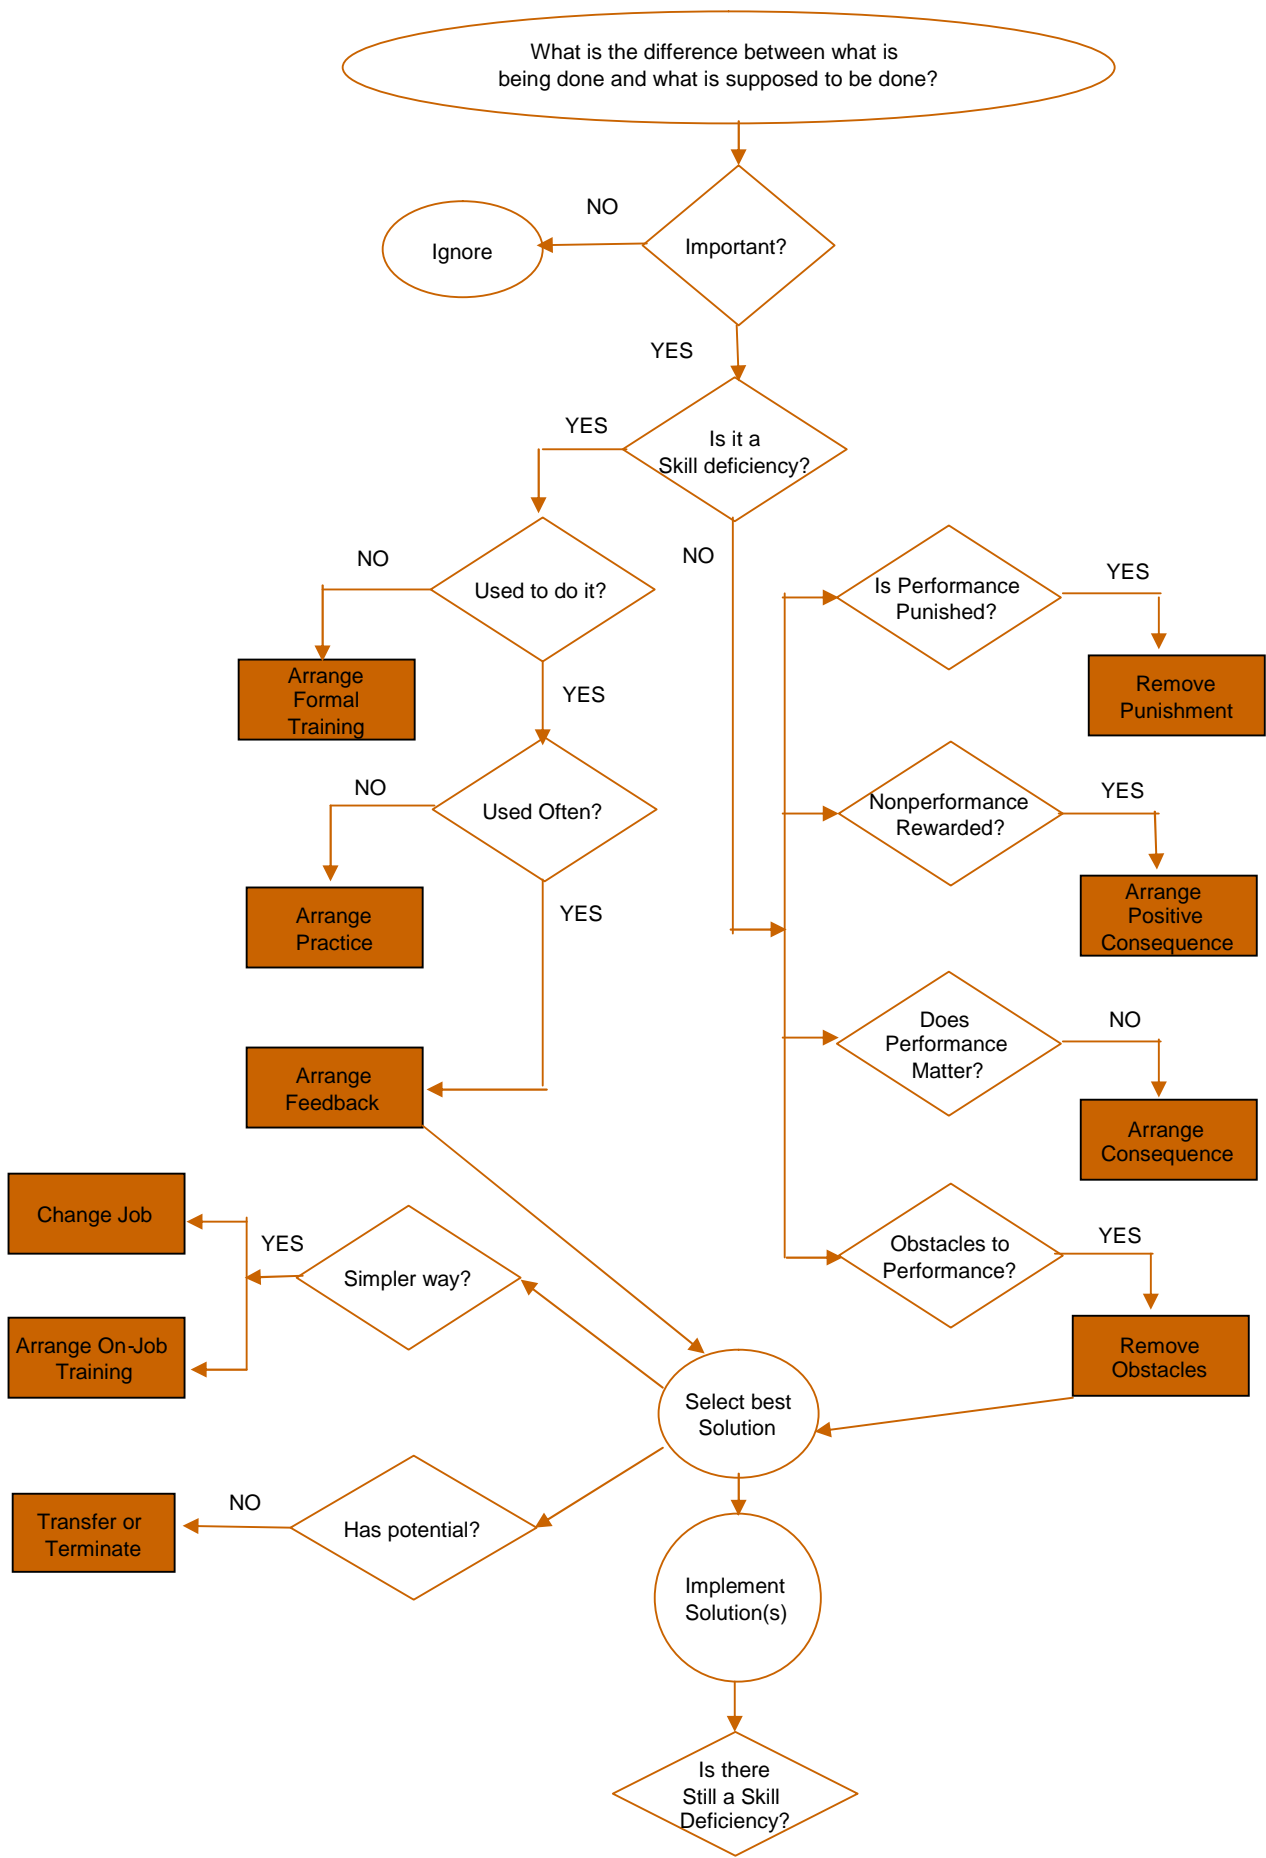 What is the difference between what is
being done and what is supposed to be done?
NO
Ignore
Important?
YES
YES
Is it a
Skill deficiency?
NO
Used to do it?
NO
Is Performance
Punished?
YES
Arrange
Formal
Training
YES
Remove
Punishment
NO
Used Often?
Nonperformance
Rewarded?
YES
Arrange
Practice
YES
Arrange
Positive
Consequence
Does
Performance
Matter?
NO
Arrange
Feedback
Arrange
Consequence
Change Job
YES
Simpler way?
Obstacles to
Performance?
YES
Arrange On-Job
Training
Remove
Obstacles
Select best
Solution
NO
Transfer or
Terminate
Has potential?
Implement
Solution(s)
Is there
Still a Skill
Deficiency?